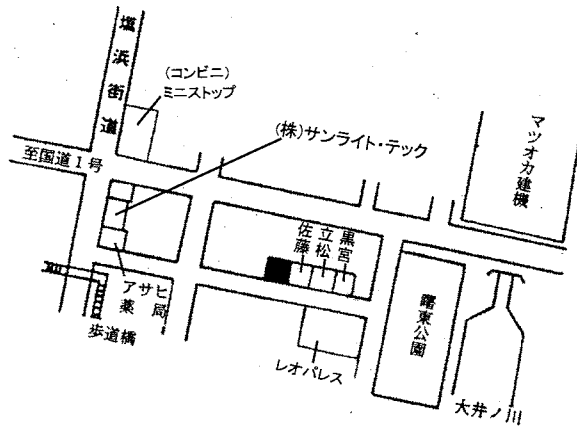 塩浜街道
(コンビニ)
ミニストップ
(株)サンライト・テック
マツオカ建機
至国道1号
佐藤
立松
黒宮
アサヒ
薬局
歩道橋
レオパレス
曙東公園
大井ノ川